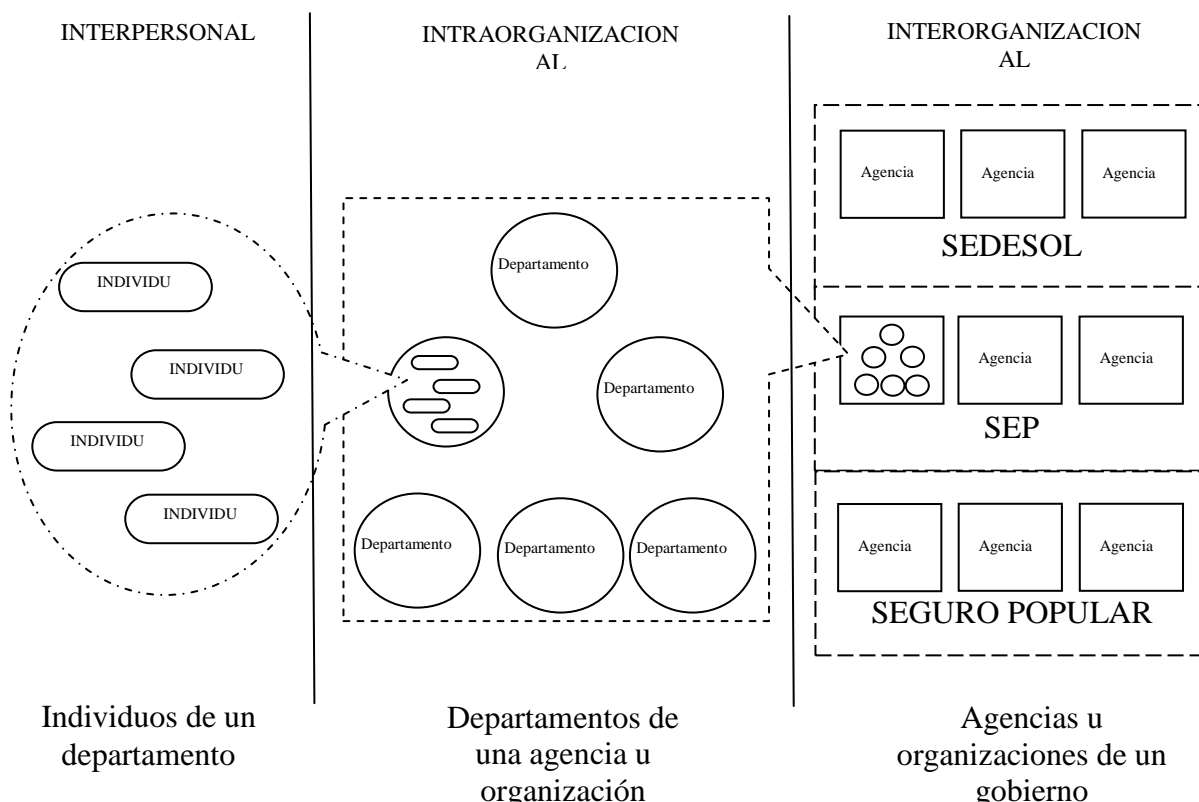 INTERPERSONAL
INDIVIDU
INDIVIDU
INDIVIDU
INDIVIDU
Individuos de un
departamento
INTRAORGANIZACION
AL
Departamento
Departamento
Departamento
Departamento
Departamento
Departamentos de
una agencia u
organización
INTERORGANIZACION
AL
Agencia
Agencia
Agencia
SEDESOL
Agencia
Agencia
SEP
Agencia
Agencia
Agencia
SEGURO POPULAR
Agencias u
organizaciones de un
gobierno